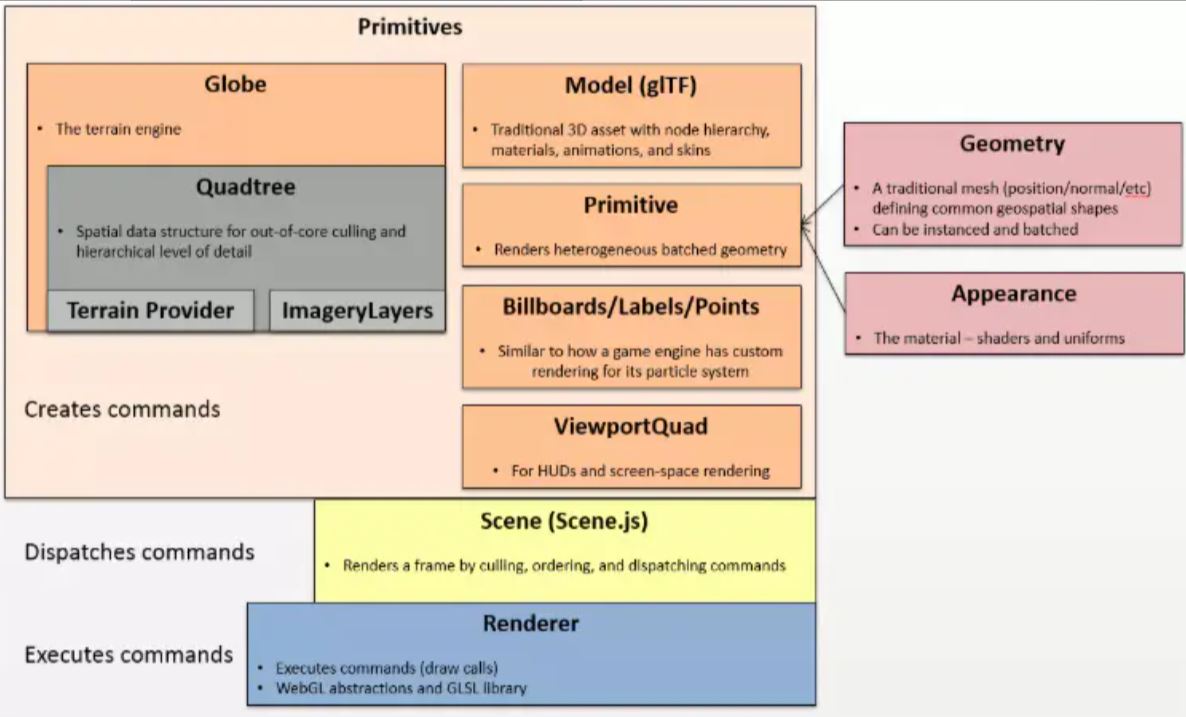 Primitives
Globe
• The terrain engine
Quadtree
• Spatial data structure for out-of-core culling and
hierarchical level of detail
Terrain Provider
ImageryLayers
Creates commands
Model (glTF)
• Traditional 3D asset with node hierarchy,
materials, animations, and skins
Primitive
• Renders heterogeneous batched geometry
Billboards/Labels/Points
• Similar to how a game engine has custom
rendering for its particle system
ViewportQuad
• For HUDs and screen-space rendering
Geometry
• A traditional mesh (position/normal/etc)
defining common geospatial shapes
• Can be instanced and batched
Appearance
• The material – shaders and uniforms
Dispatches commands
Scene (Scene.js)
• Renders a frame by culling, ordering, and dispatching commands
Executes commands
Renderer
• Executes commands (draw calls)
• WebGL abstractions and GLSL library